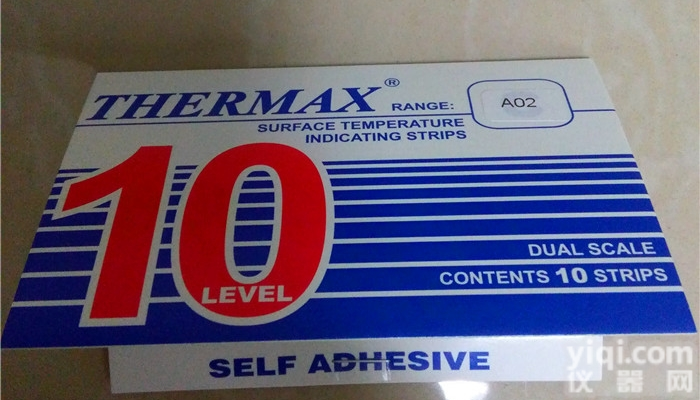 THERMAX® RANGE: A02
SURFACE TEMPERATURE
INDICATING STRIPS
10
LEVEL
DUAL SCALE
CONTENTS 10 STRIPS
SELF ADHESIVE
yiqi.com
仪器网